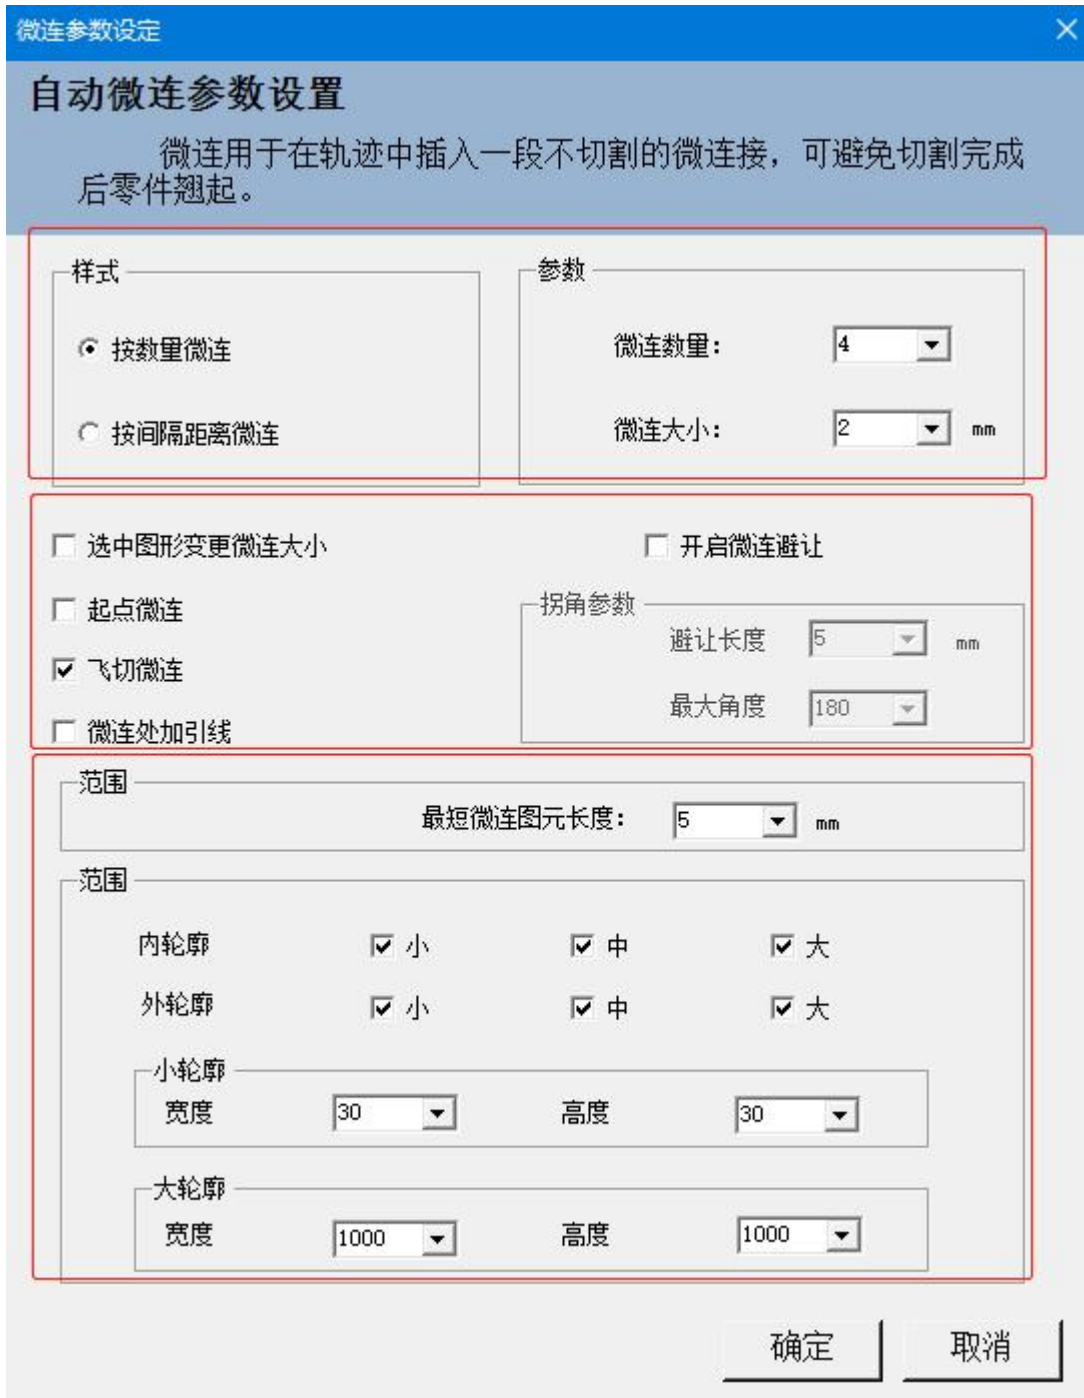 微连参数设定
自动微连参数设置
微连用于在轨迹中插入一段不切割的微连接，可避免切割完成
后零件翘起。
样式
按数量微连
按间隔距离微连
参数
微连数量： 4
微连大小： 2 mm
选中图形变更微连大小
起点微连
飞切微连
微连处加引线
开启微连避让
拐角参数
避让长度 5 mm
最大角度 180
范围
最短微连图元长度： 5 mm
范围
内轮廓 小 中 大
外轮廓 小 中 大
小轮廓
宽度 30 高度 30
大轮廓
宽度 1000 高度 1000
确定 取消